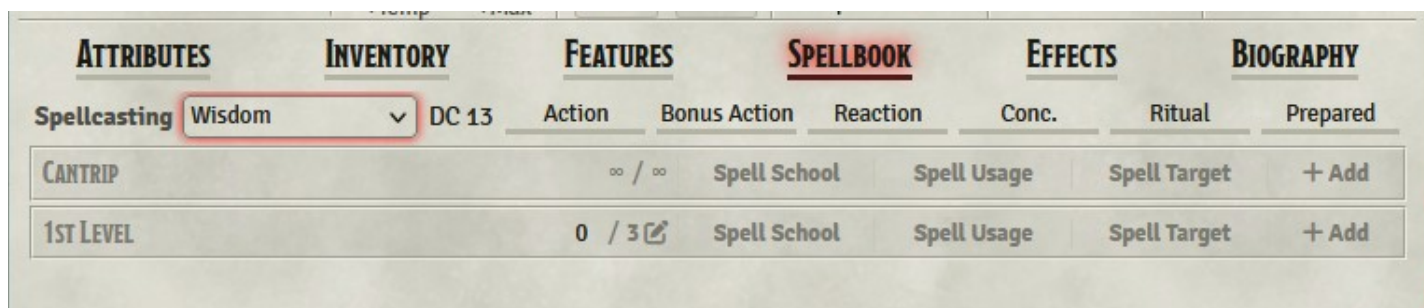 ATTRIBUTES INVENTORY FEATURES SPELLBOOK EFFECTS BIOGRAPHY
Spellcasting Wisdom DC 13 Action Bonus Action Reaction Conc. Ritual Prepared
CANTRIP ∞ / ∞ Spell School Spell Usage Spell Target + Add
1ST LEVEL 0 / 3 Spell School Spell Usage Spell Target + Add